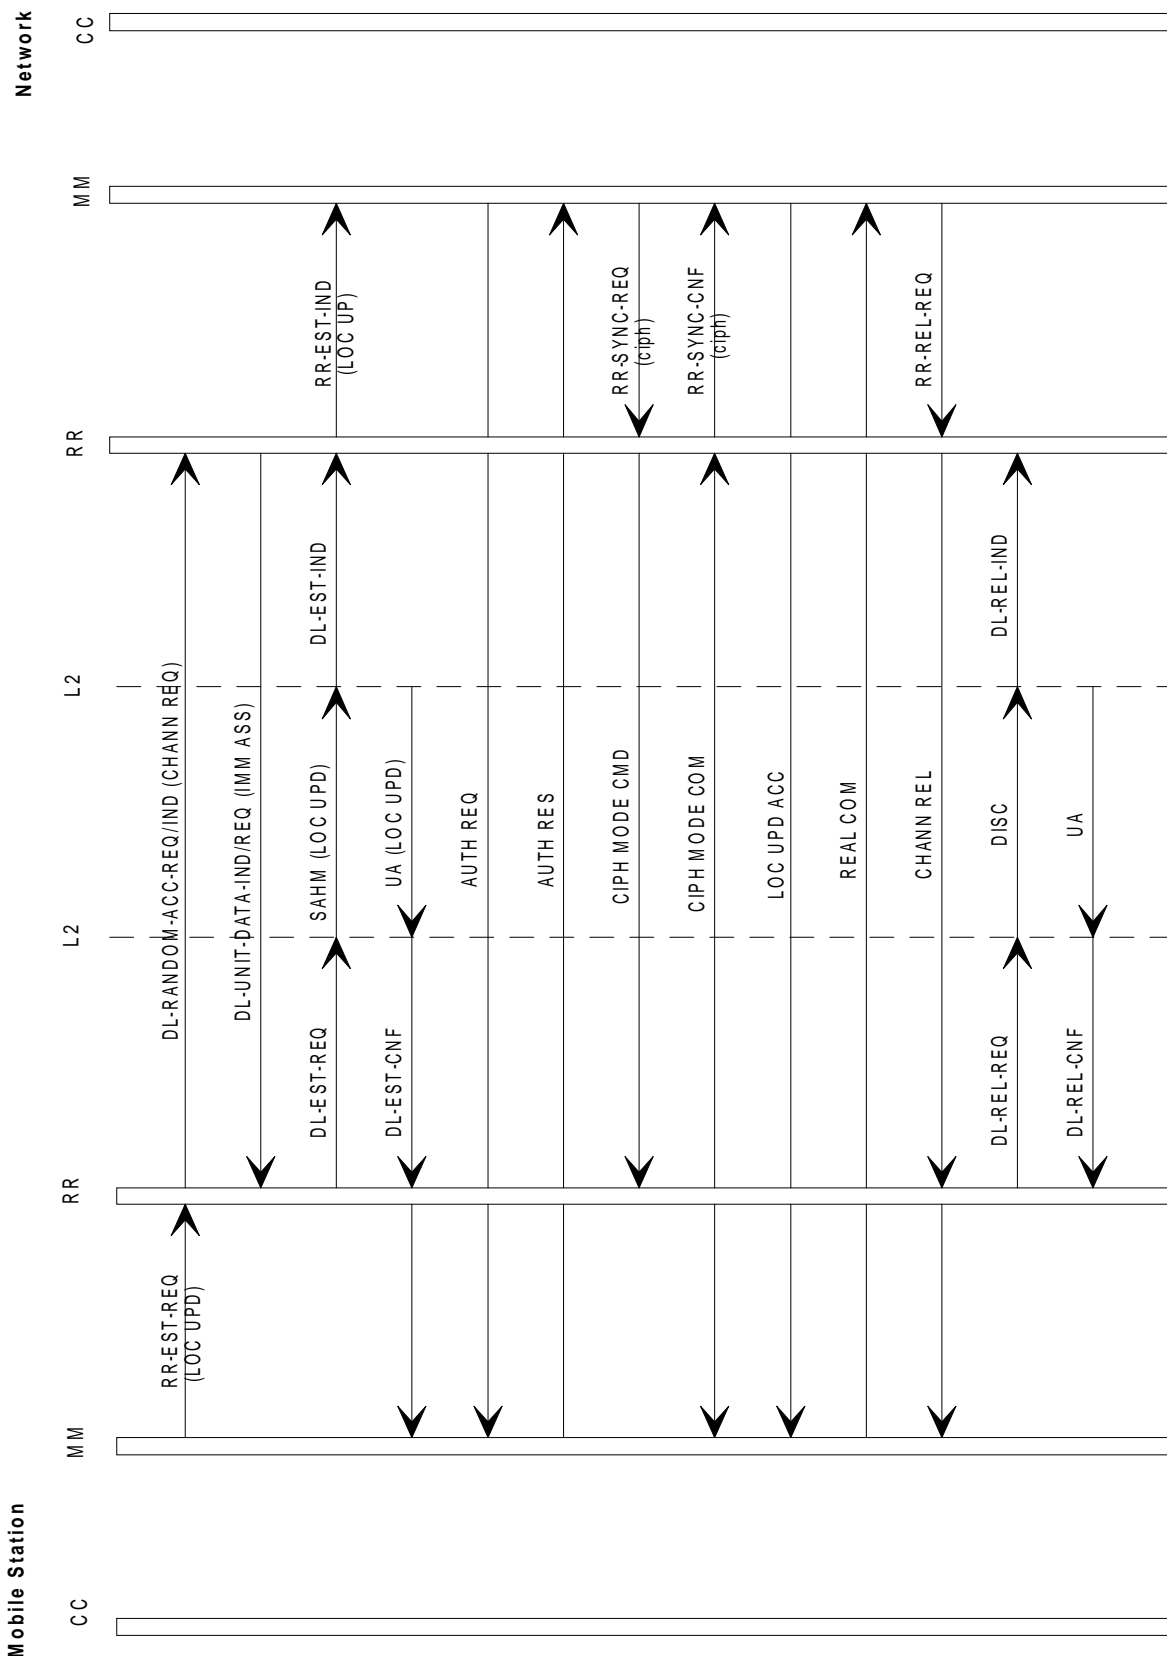 Mobile Station
Network
CC
MM
RR
L2
L2
RR
MM
CC
RR-EST-REQ
(LOC UPD)
DL-RANDOM-ACC-REQ/IND (CHANN REQ)
DL-UNIT-DATA-IND/REQ (IMM ASS)
DL-EST-REQ
SAHM (LOC UPD)
DL-EST-IND
RR-EST-IND
(LOC UP)
DL-EST-CNF
UA (LOC UPD)
AUTH REQ
AUTH RES
CIPH MODE CMD
RR-SYNC-REQ
(ciph)
CIPH MODE COM
RR-SYNC-CNF
(ciph)
LOC UPD ACC
REAL COM
CHANN REL
RR-REL-REQ
DL-REL-REQ
DISC
DL-REL-IND
DL-REL-CNF
UA